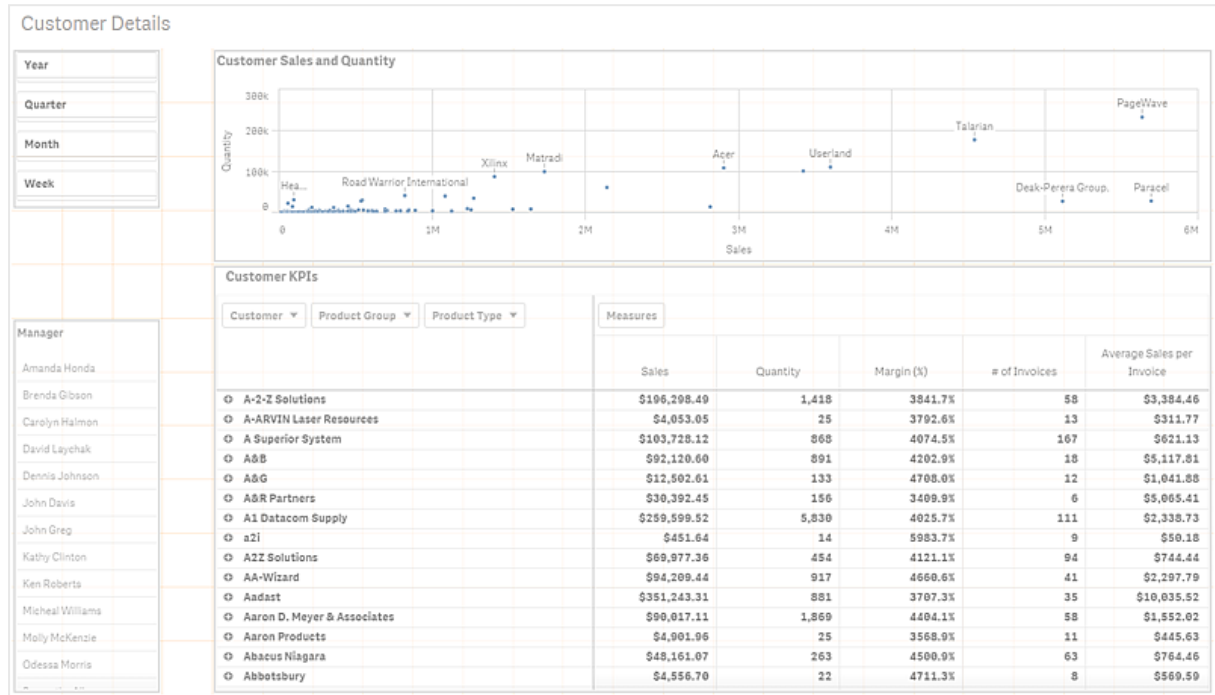 Customer Details
Year
Quarter
Month
Week
Customer Sales and Quantity
300k
200k
100k
0
Quantity
PageWave
Talarian
Acer
Userland
Xilinx
Matradi
Hea...
Road Warrior International
Deak-Perera Group.
Paracel
0 1M 2M 3M 4M 5M 6M
Sales
Manager
Amanda Honda
Brenda Gibson
Carolyn Halmon
David Laychak
Dennis Johnson
John Davis
John Greg
Kathy Clinton
Ken Roberts
Micheal Williams
Molly McKenzie
Odessa Morris
Customer KPIs
Customer Product Group Product Type Measures
Sales Quantity Margin (%) # of Invoices Average Sales per
Invoice
A-2-Z Solutions $196,298.49 1,418 3841.7% 58 $3,384.46
A-ARVIN Laser Resources $4,053.05 25 3792.6% 13 $311.77
A Superior System $103,728.12 868 4074.5% 167 $621.13
A&B $92,120.60 891 4202.9% 18 $5,117.81
A&G $12,502.61 133 4708.0% 12 $1,041.88
A&R Partners $30,392.45 156 3409.9% 6 $5,065.41
A1 Datacom Supply $259,599.52 5,830 4025.7% 111 $2,338.73
a2i $451.64 14 5983.7% 9 $50.18
A2Z Solutions $69,977.36 454 4121.1% 94 $744.44
AA-Wizard $94,209.44 917 4660.6% 41 $2,297.79
Aadast $351,243.31 881 3707.3% 35 $10,035.52
Aaron D. Meyer & Associates $90,017.11 1,869 4404.1% 58 $1,552.02
Aaron Products $4,901.96 25 3568.9% 11 $445.63
Abacus Niagara $48,161.07 263 4500.9% 63 $764.46
Abbotsbury $4,556.70 22 4711.3% 8 $569.59